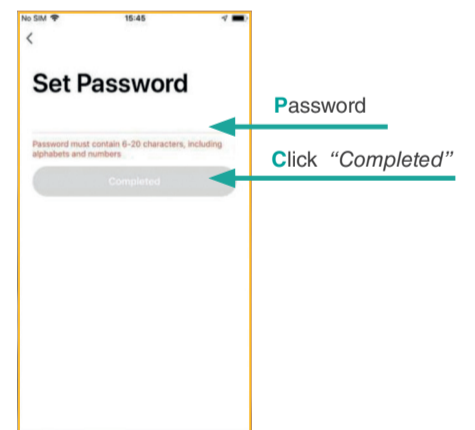 No SIM 15:45
Set Password
Password
Password must contain 6-20 characters, including
alphabets and numbers
Click “Completed”
Completed